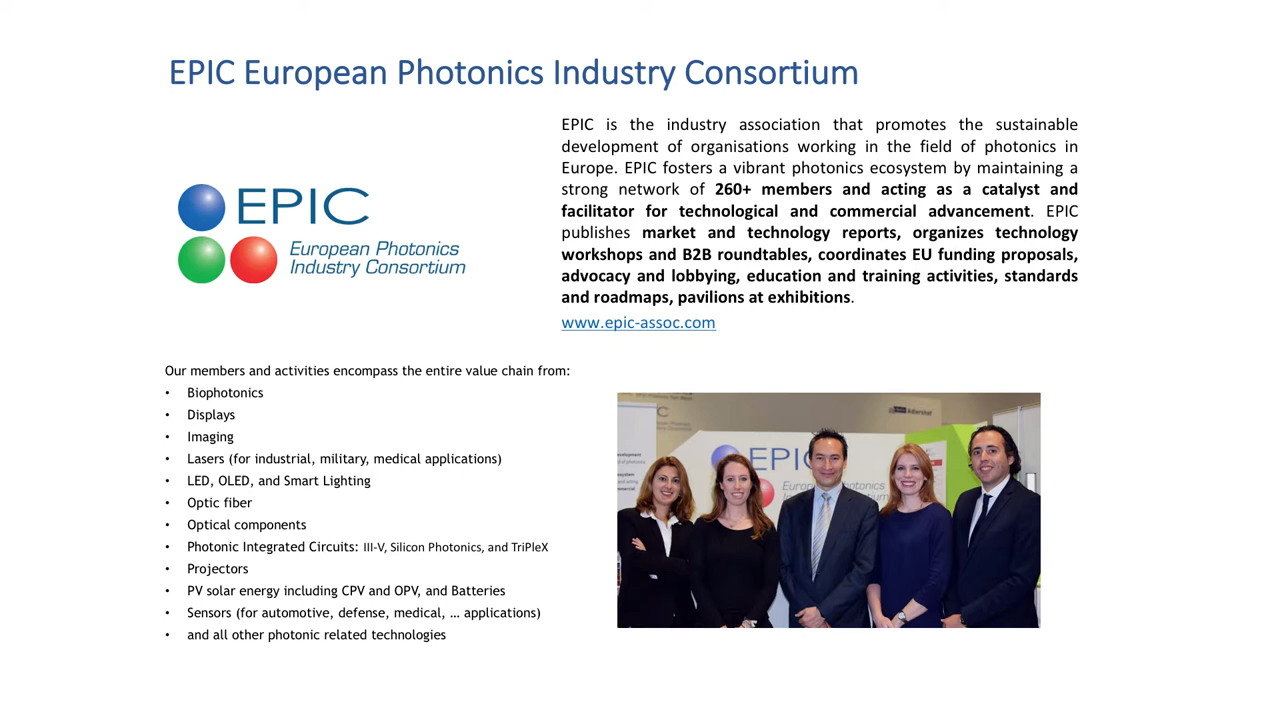 EPIC European Photonics Industry Consortium
EPIC
European Photonics
Industry Consortium
EPIC is the industry association that promotes the sustainable
development of organisations working in the field of photonics in
Europe. EPIC fosters a vibrant photonics ecosystem by maintaining a
strong network of 260+ members and acting as a catalyst and
facilitator for technological and commercial advancement. EPIC
publishes market and technology reports, organizes technology
workshops and B2B roundtables, coordinates EU funding proposals,
advocacy and lobbying, education and training activities, standards
and roadmaps, pavilions at exhibitions.
www.epic-assoc.com
Our members and activities encompass the entire value chain from:
• Biophotonics
• Displays
• Imaging
• Lasers (for industrial, military, medical applications)
• LED, OLED, and Smart Lighting
• Optic fiber
• Optical components
• Photonic Integrated Circuits: III-V, Silicon Photonics, and TriPleX
• Projectors
• PV solar energy including CPV and OPV, and Batteries
• Sensors (for automotive, defense, medical, … applications)
• and all other photonic related technologies
Adlershof
EPIC
European Photonics
Industry Consortium